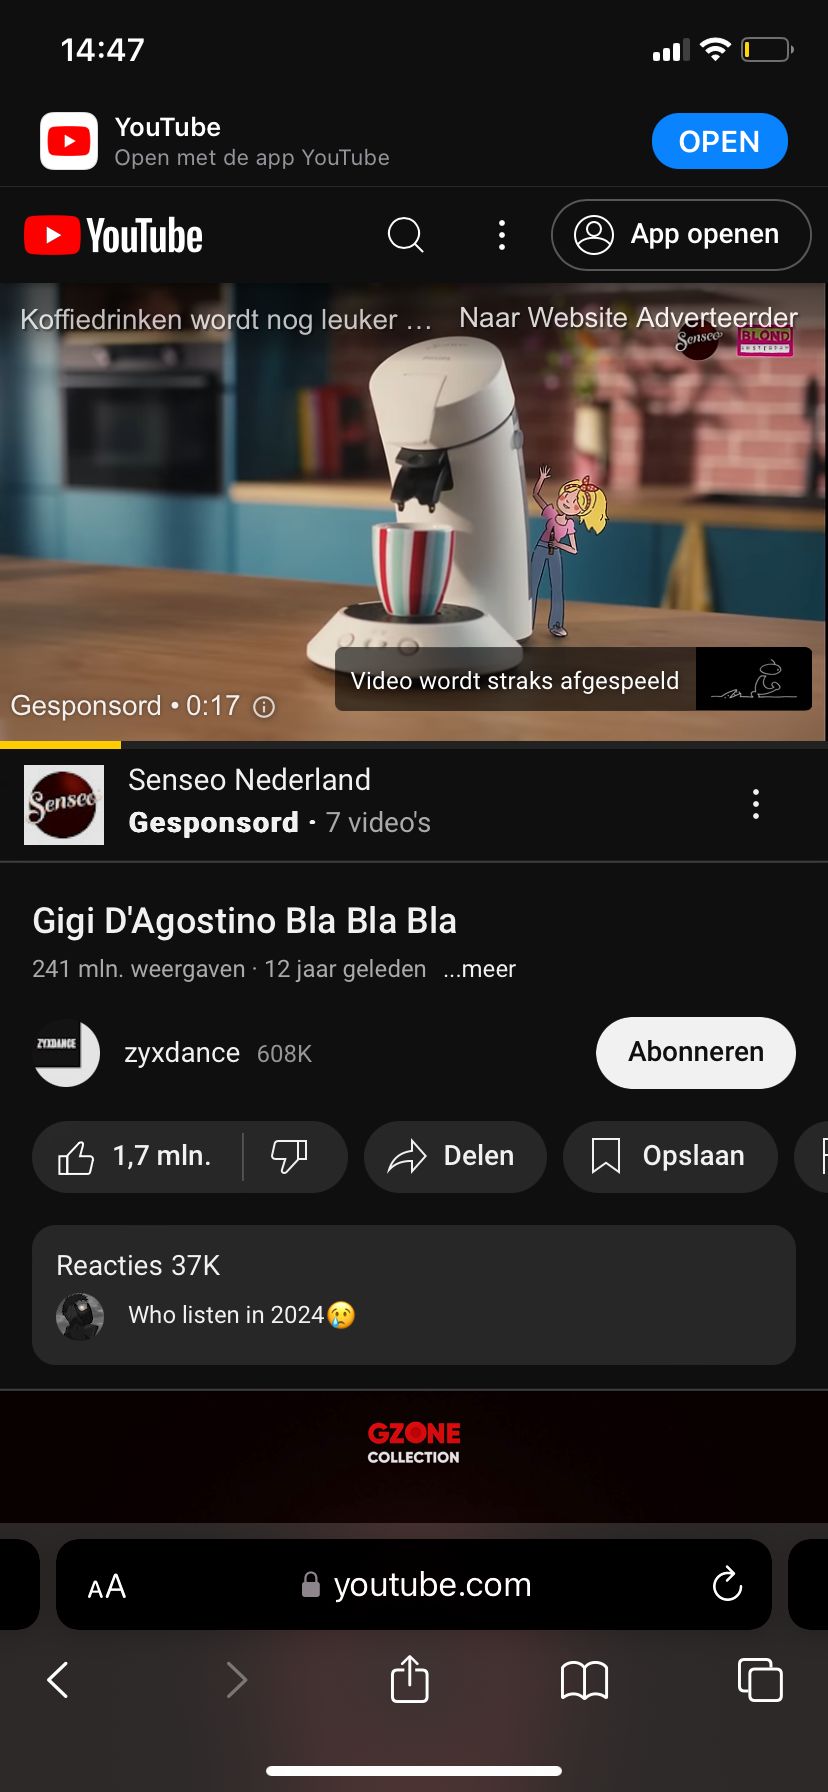 14:47
YouTube
Open met de app YouTube
OPEN
YouTube
App openen
Koffiedrinken wordt nog leuker ...
Naar Website Adverteerder
Senseo
BLOND
AMSTERDAM
Video wordt straks afgespeeld
Gesponsord • 0:17
Senseo
Senseo Nederland
Gesponsord · 7 video's
Gigi D'Agostino Bla Bla Bla
241 mln. weergaven · 12 jaar geleden ...meer
ZYXDANCE
zyxdance 608K
Abonneren
1,7 mln.
Delen
Opslaan
Reacties 37K
Who listen in 2024😢
GZONE
COLLECTION
AA
youtube.com